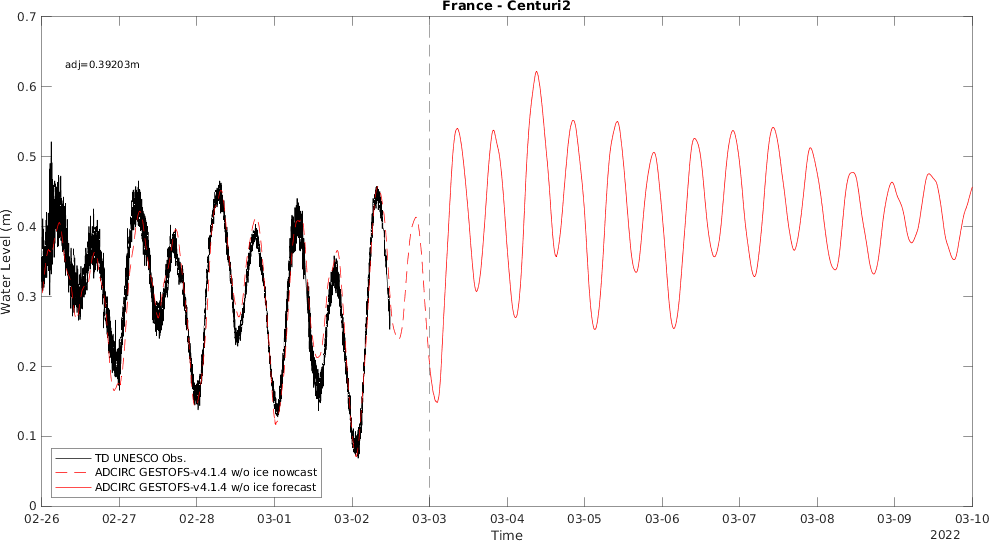 France - Centuri2
0.7
0.6
0.5
0.4
0.3
0.2
0.1
0
Water Level (m)
adj=0.39203m
TD UNESCO Obs.
ADCIRC GESTOFS-v4.1.4 w/o ice nowcast
ADCIRC GESTOFS-v4.1.4 w/o ice forecast
02-26 02-27 02-28 03-01 03-02 03-03 03-04 03-05 03-06 03-07 03-08 03-09 03-10
Time
2022